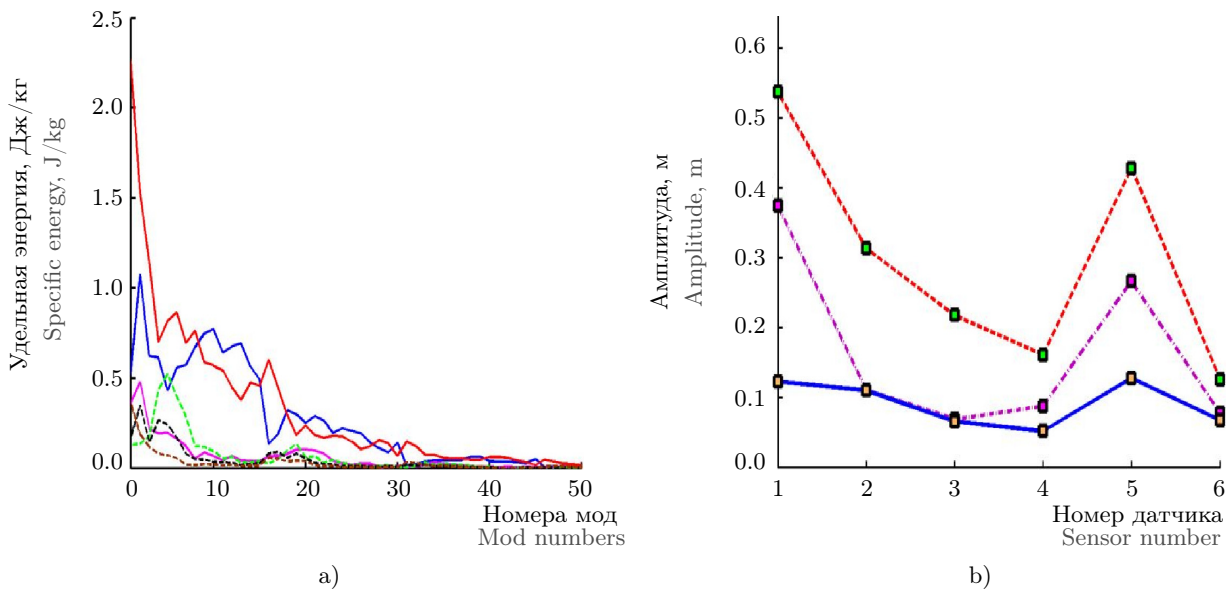 Удельная энергия, Дж/кг
Specific energy, J/kg
2.5
2.0
1.5
1.0
0.5
0.0
0 10 20 30 40 50
Номера мод
Mod numbers
a)
Амплитуда, м
Amplitude, m
0.6
0.5
0.4
0.3
0.2
0.1
0.0
1 2 3 4 5 6
Номер датчика
Sensor number
b)